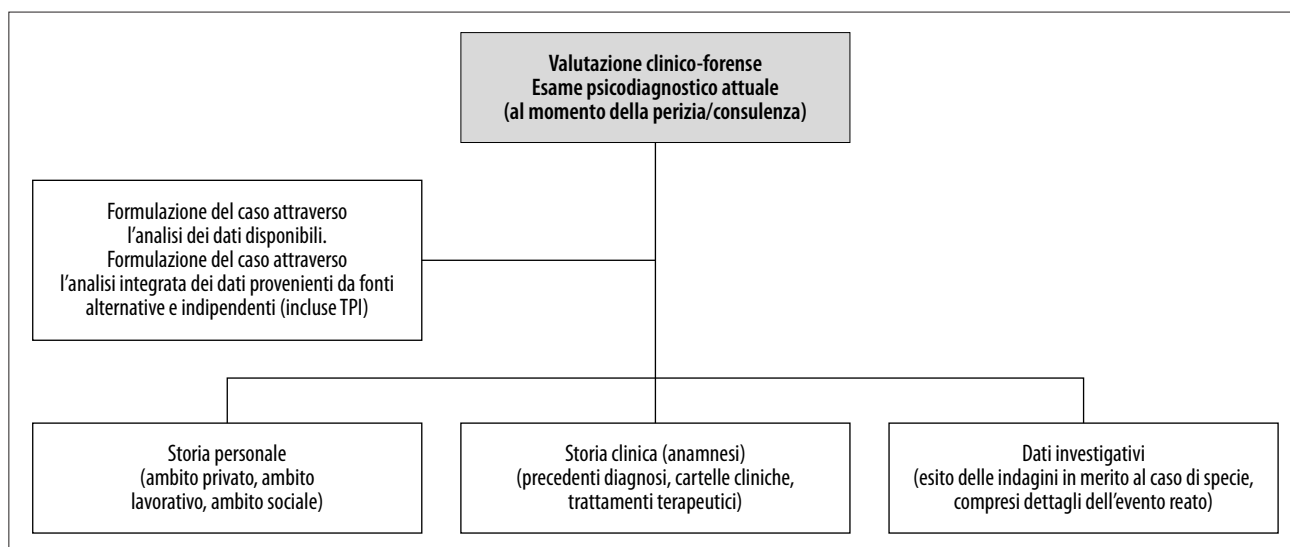 Valutazione clinico-forense
Esame psicodiagnostico attuale
(al momento della perizia/consulenza)
Formulazione del caso attraverso
l’analisi dei dati disponibili.
Formulazione del caso attraverso
l’analisi integrata dei dati provenienti da fonti
alternative e indipendenti (incluse TPI)
Storia personale
(ambito privato, ambito
lavorativo, ambito sociale)
Storia clinica (anamnesi)
(precedenti diagnosi, cartelle cliniche,
trattamenti terapeutici)
Dati investigativi
(esito delle indagini in merito al caso di specie,
compresi dettagli dell’evento reato)